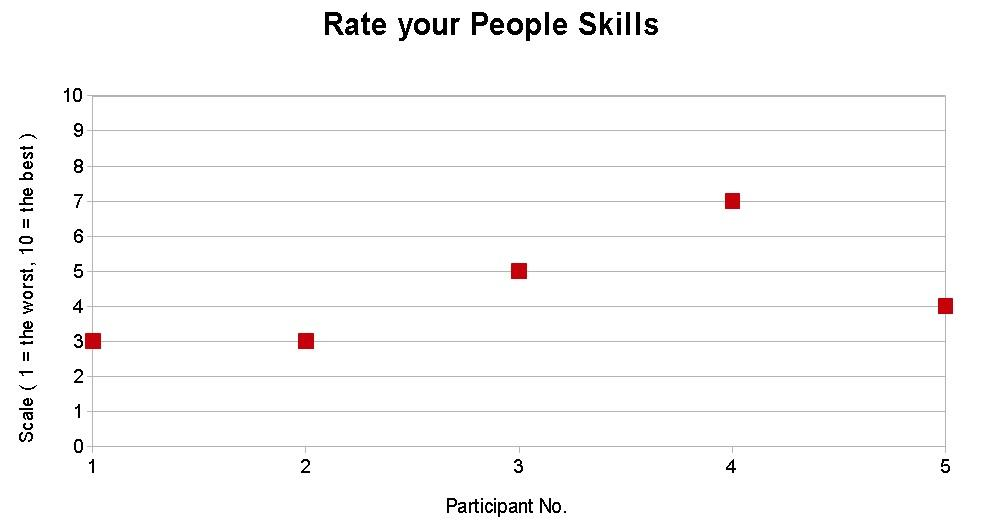 Rate your People Skills
Scale ( 1 = the worst, 10 = the best )
10
9
8
7
6
5
4
3
2
1
0
1 2 3 4 5
Participant No.